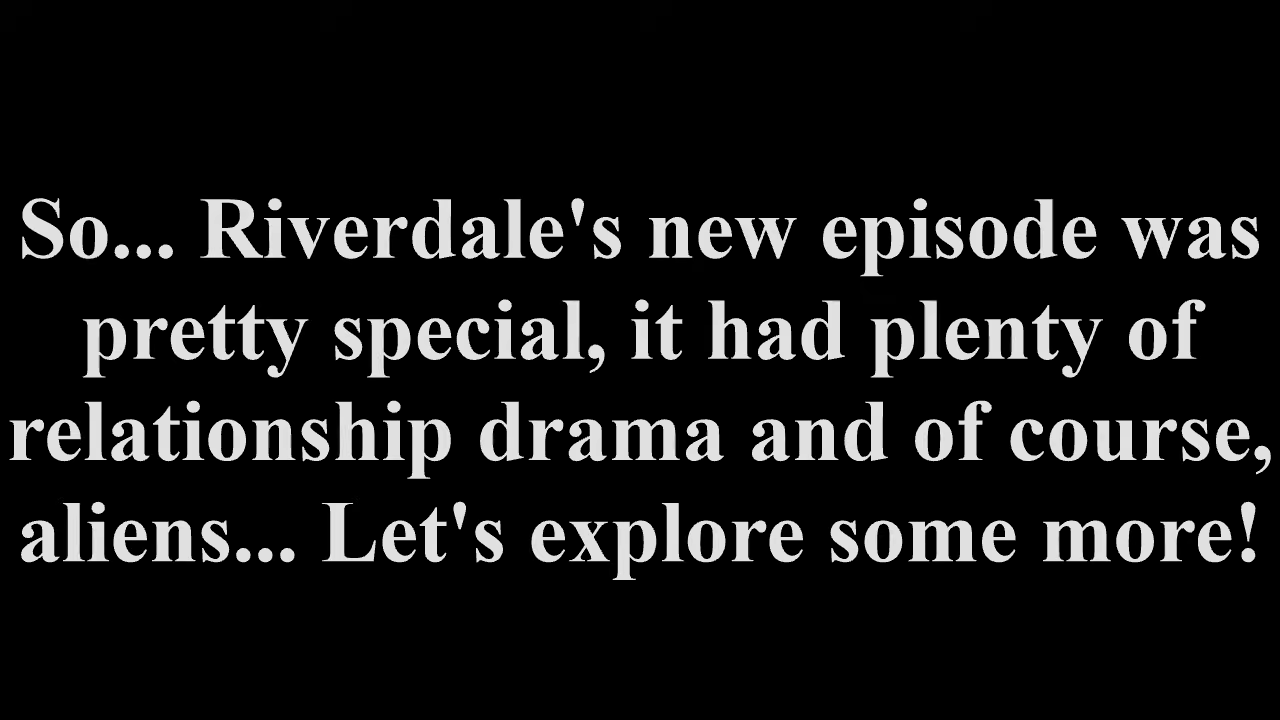 So... Riverdale's new episode was
pretty special, it had plenty of
relationship drama and of course,
aliens... Let's explore some more!